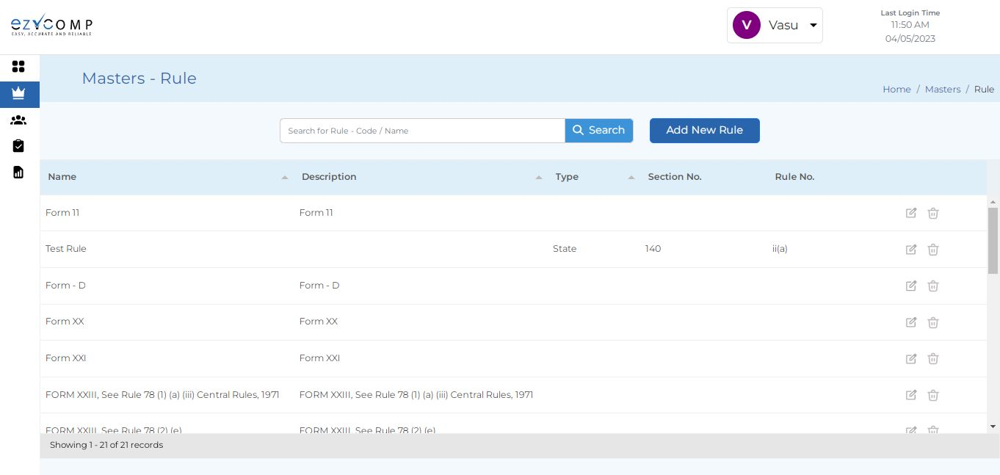 ezycomp
EASY, ACCURATE AND RELIABLE
V
Vasu
Last Login Time
11:50 AM
04/05/2023
Masters - Rule
Home / Masters / Rule
Search for Rule - Code / Name
Search
Add New Rule
Name Description Type Section No. Rule No.
Form 11 Form 11
Test Rule State 140 ii(a)
Form - D Form - D
Form XX Form XX
Form XXI Form XXI
FORM XXIII, See Rule 78 (1) (a) (iii) Central Rules, 1971 FORM XXIII, See Rule 78 (1) (a) (iii) Central Rules, 1971
FORM XXIII, See Rule 78 (2) (e) FORM XXIII, See Rule 78 (2) (e)
Showing 1 - 21 of 21 records